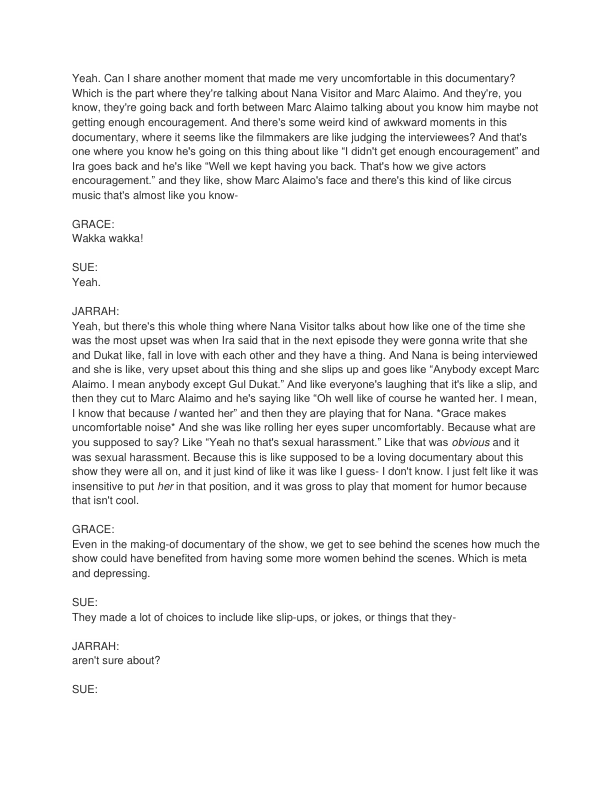 Yeah. Can I share another moment that made me very uncomfortable in this documentary?
Which is the part where they're talking about Nana Visitor and Marc Alaimo. And they're, you
know, they're going back and forth between Marc Alaimo talking about you know him maybe not
getting enough encouragement. And there's some weird kind of awkward moments in this
documentary, where it seems like the filmmakers are like judging the interviewees? And that's
one where you know he's going on this thing about like “I didn't get enough encouragement” and
Ira goes back and he's like “Well we kept having you back. That's how we give actors
encouragement.” and they like, show Marc Alaimo's face and there's this kind of like circus
music that's almost like you know-
GRACE:
Wakka wakka!
SUE:
Yeah.
JARRAH:
Yeah, but there's this whole thing where Nana Visitor talks about how like one of the time she
was the most upset was when Ira said that in the next episode they were gonna write that she
and Dukat like, fall in love with each other and they have a thing. And Nana is being interviewed
and she is like, very upset about this thing and she slips up and goes like “Anybody except Marc
Alaimo. I mean anybody except Gul Dukat.” And like everyone's laughing that it's like a slip, and
then they cut to Marc Alaimo and he's saying like “Oh well like of course he wanted her. I mean,
I know that because I wanted her” and then they are playing that for Nana. *Grace makes
uncomfortable noise* And she was like rolling her eyes super uncomfortably. Because what are
you supposed to say? Like “Yeah no that's sexual harassment.” Like that was obvious and it
was sexual harassment. Because this is like supposed to be a loving documentary about this
show they were all on, and it just kind of like it was like I guess- I don't know. I just felt like it was
insensitive to put her in that position, and it was gross to play that moment for humor because
that isn't cool.
GRACE:
Even in the making-of documentary of the show, we get to see behind the scenes how much the
show could have benefited from having some more women behind the scenes. Which is meta
and depressing.
SUE:
They made a lot of choices to include like slip-ups, or jokes, or things that they-
JARRAH:
aren't sure about?
SUE: